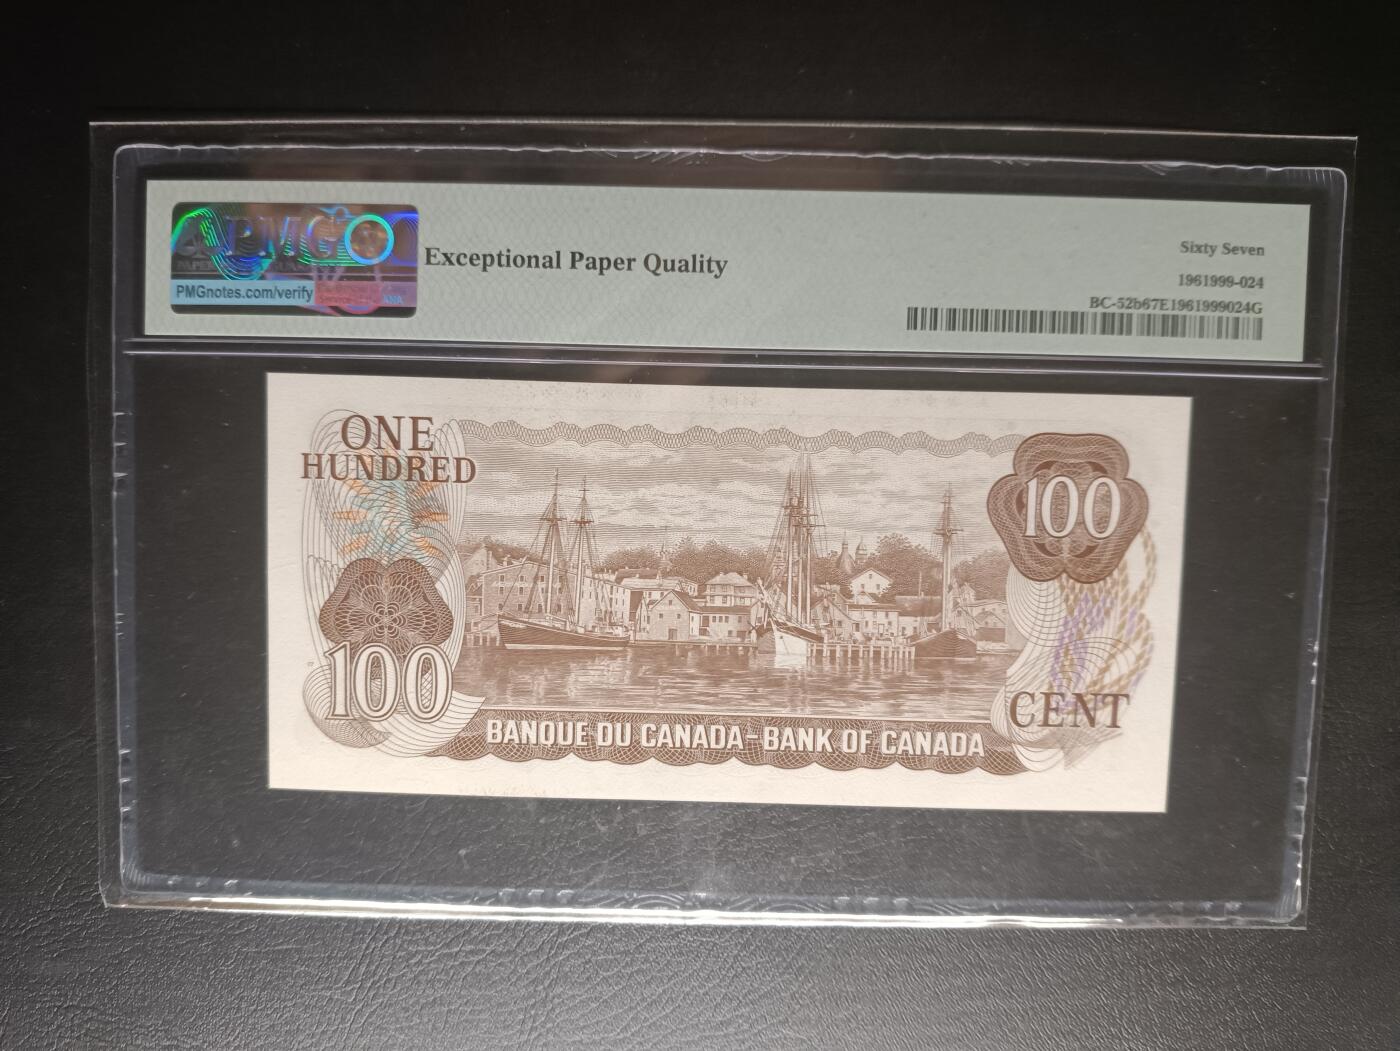 PMG
PMGnotes.com/verify
Exceptional Paper Quality
Sixty Seven
1961999-024
BC-52b67E1961999024G
ONE
HUNDRED
100
100
CENT
BANQUE DU CANADA-BANK OF CANADA